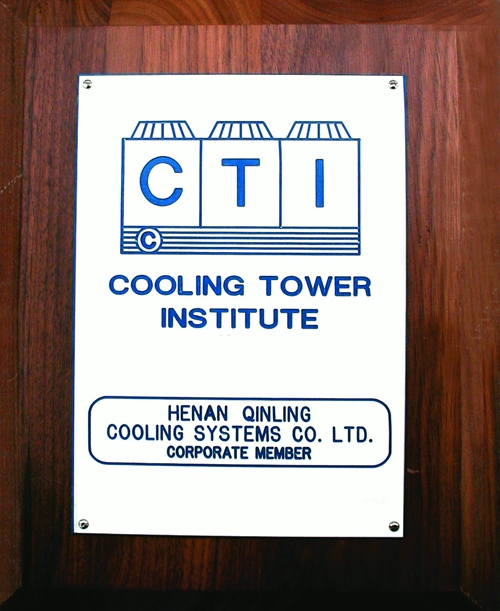 CTI
©
COOLING TOWER
INSTITUTE
HENAN QINLING
COOLING SYSTEMS CO. LTD.
CORPORATE MEMBER